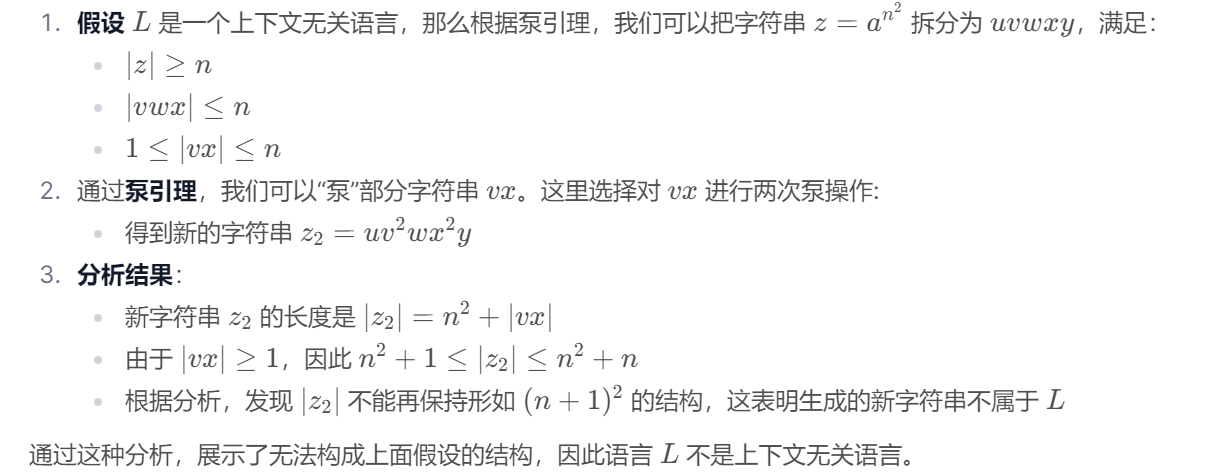 1. 假设 L 是一个上下文无关语言，那么根据泵引理，我们可以把字符串 z = a^{n^2} 拆分为 uvwxy，满足：
• |z| ≥ n
• |vwx| ≤ n
• 1 ≤ |vx| ≤ n
2. 通过泵引理，我们可以“泵”部分字符串 vx。这里选择对 vx 进行两次泵操作：
• 得到新的字符串 z_2 = uv^2wx^2y
3. 分析结果：
• 新字符串 z_2 的长度是 |z_2| = n^2 + |vx|
• 由于 |vx| ≥ 1，因此 n^2 + 1 ≤ |z_2| ≤ n^2 + n
• 根据分析，发现 |z_2| 不能再保持形如 (n + 1)^2 的结构，这表明生成的新字符串不属于 L
通过这种分析，展示了无法构成上面假设的结构，因此语言 L 不是上下文无关语言。